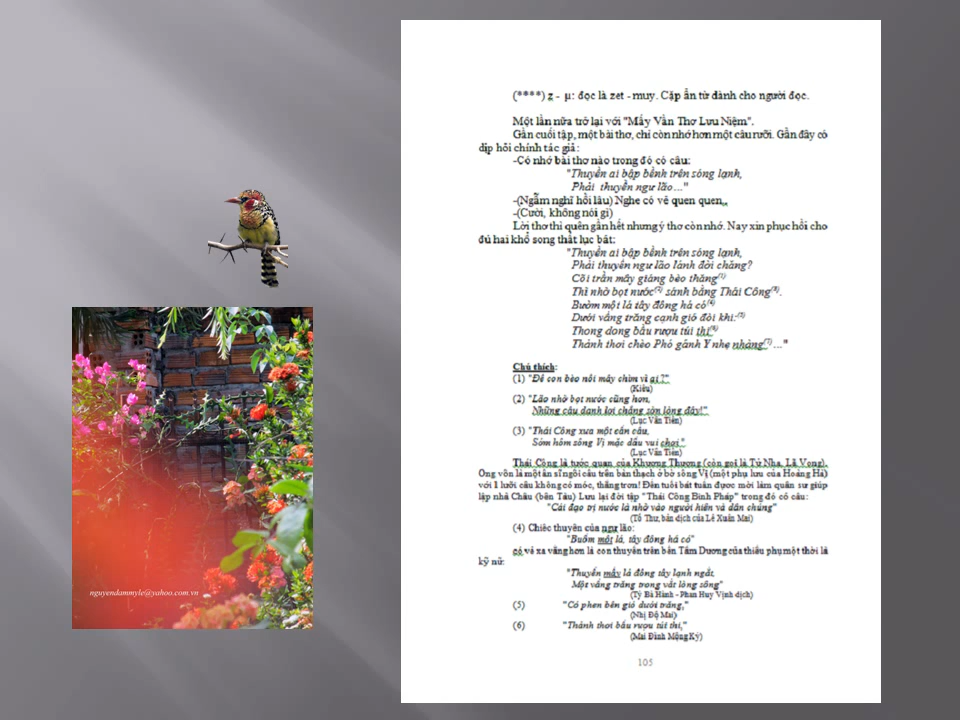 (****) z - µ: đọc là zet - muy. Cặp ẩn từ dành cho người đọc.
Một lần nữa trở lại với "Mấy Vần Thơ Lưu Niệm".
Gần cuối tập, một bài thơ, chỉ còn nhớ hơn một câu rưỡi. Gần đây có
dịp hỏi chính tác giả:
-Có nhớ bài thơ nào trong đó có câu:
"Thuyền ai bập bềnh trên sóng lạnh,
Phải thuyền ngư lão..."
-(Ngẫm nghĩ hồi lâu) Nghe có vẻ quen quen..
-(Cười, không nói gì)
Lời thơ thì quên gần hết nhưng ý thơ còn nhớ. Nay xin phục hồi cho
đủ hai khổ song thất lục bát:
"Thuyền ai bập bềnh trên sóng lạnh,
Phải thuyền ngư lão lánh đời chăng?
Cõi trần mấy giáng bèo thăng(1)
Thì nhờ bọt nước(2) sánh bằng Thái Công(3).
Buồm một lá tây đông há có(4)
Dưới vầng trăng cạnh gió đôi khi:(5)
Thong dong bầu rượu túi thi(6)
Thảnh thơi chèo Phó gánh Y nhẹ nhàng(7)..."
Chú thích:
(1) "Để con bèo nổi mây chìm vì ai ?"
(Kiều)
(2) "Lão nhờ bọt nước cũng hơn,
Những câu danh lợi chẳng sờn lòng đây!"
(Lục Vân Tiên)
(3) "Thái Công xưa một cần câu,
Sớm hôm sông Vị mặc dầu vui chơi"
(Lục Vân Tiên)
Thái Công là tước quan của Khương Thượng (còn gọi là Tử Nha, Lã Vọng).
Ông vốn là một ẩn sĩ ngồi câu trên bàn thạch ở bờ sông Vị (một phụ lưu của Hoàng Hà)
với 1 lưỡi câu không có móc, thẳng trơn! Đến tuổi bát tuần được mời làm quân sư giúp
lập nhà Châu (bên Tàu) Lưu lại đời tập "Thái Công Binh Pháp" trong đó có câu:
"Cái đạo trị nước là nhờ vào người hiền và dân chúng"
(Tố Thư, bản dịch của Lê Xuân Mai)
(4) Chiếc thuyền của ngư lão:
"Buồm một lá, tây đông há có"
có vẻ xa vắng hơn là con thuyền trên bến Tầm Dương của thiếu phụ một thời là
kỹ nữ:
"Thuyền mấy lá đông tây lạnh ngắt,
Một vầng trăng trong vắt lòng sông"
(Tỳ Bà Hành - Phan Huy Vịnh dịch)
(5) "Có phen bên gió dưới trăng,"
(Nhị Độ Mai)
(6) "Thảnh thơi bầu rượu túi thi,"
(Mai Đình Mộng Ký)
105
nguyendammyle@yahoo.com.vn